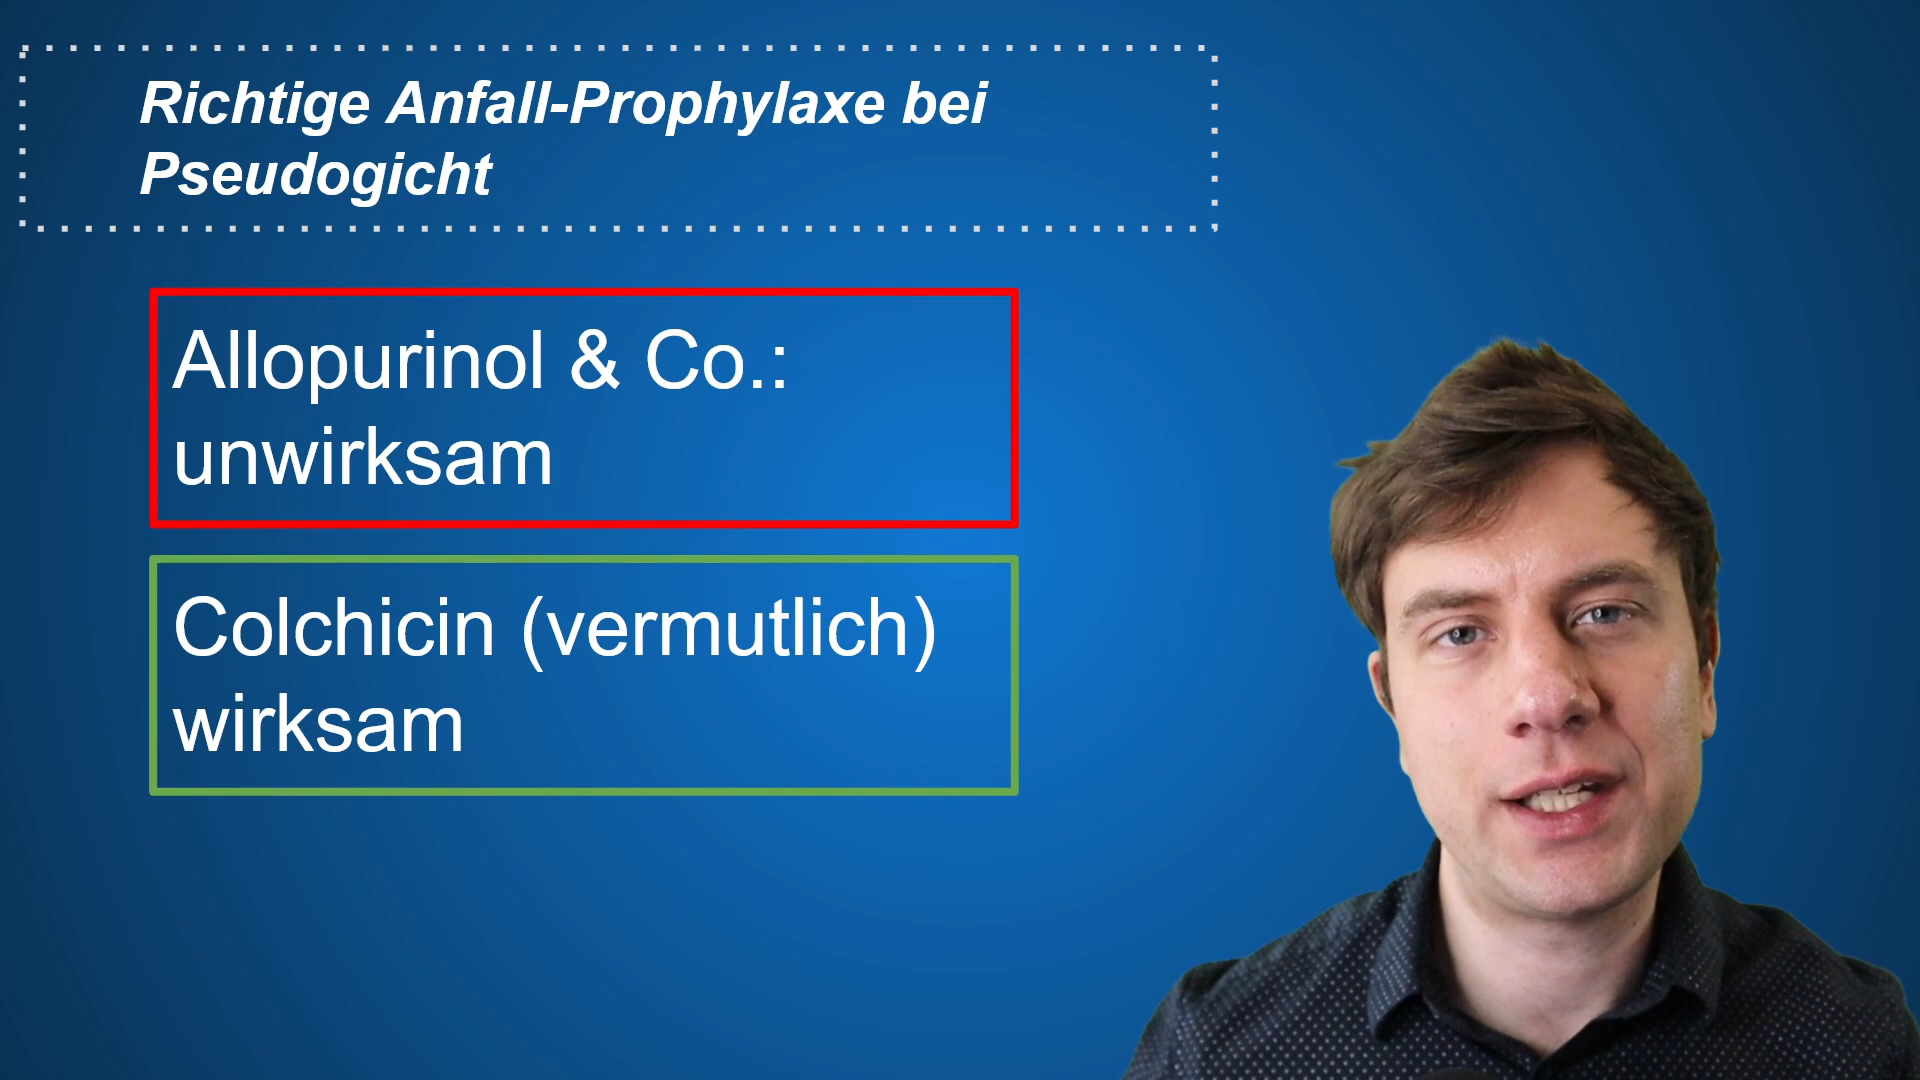 Richtige Anfall-Prophylaxe bei
Pseudogicht
Allopurinol & Co.:
unwirksam
Colchicin (vermutlich)
wirksam